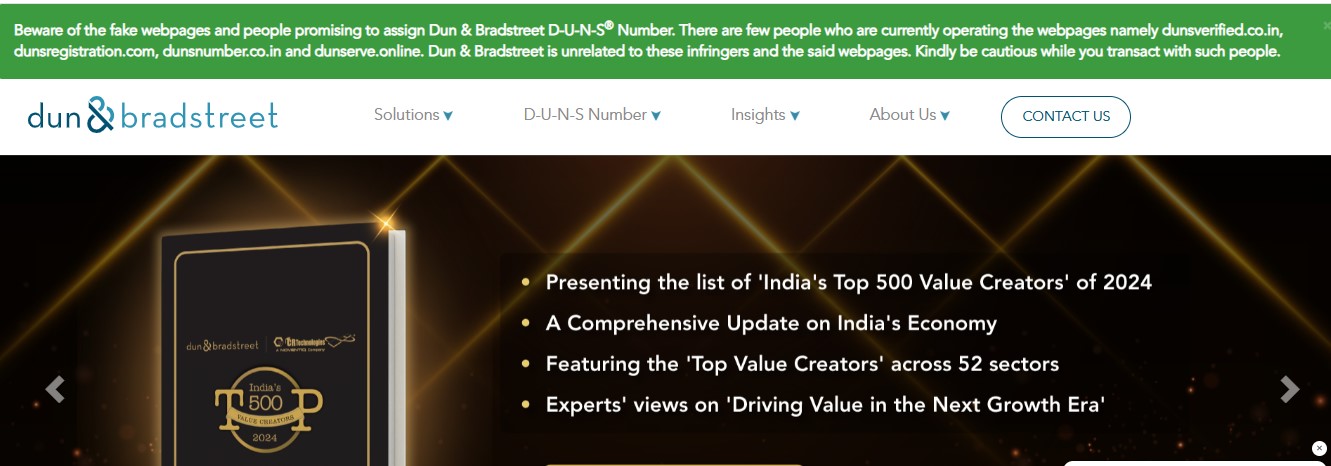 Beware of the fake webpages and people promising to assign Dun & Bradstreet D-U-N-S® Number. There are few people who are currently operating the webpages namely dunsverified.co.in,
dunsregistration.com, dunsnumber.co.in and dunserve.online. Dun & Bradstreet is unrelated to these infringers and the said webpages. Kindly be cautious while you transact with such people.
dun & bradstreet
Solutions
D-U-N-S Number
Insights
About Us
CONTACT US
Presenting the list of 'India's Top 500 Value Creators' of 2024
A Comprehensive Update on India's Economy
Featuring the 'Top Value Creators' across 52 sectors
Experts' views on 'Driving Value in the Next Growth Era'
dun & bradstreet
Technologies
India's
500
TOP
VALUE CREATORS
2024